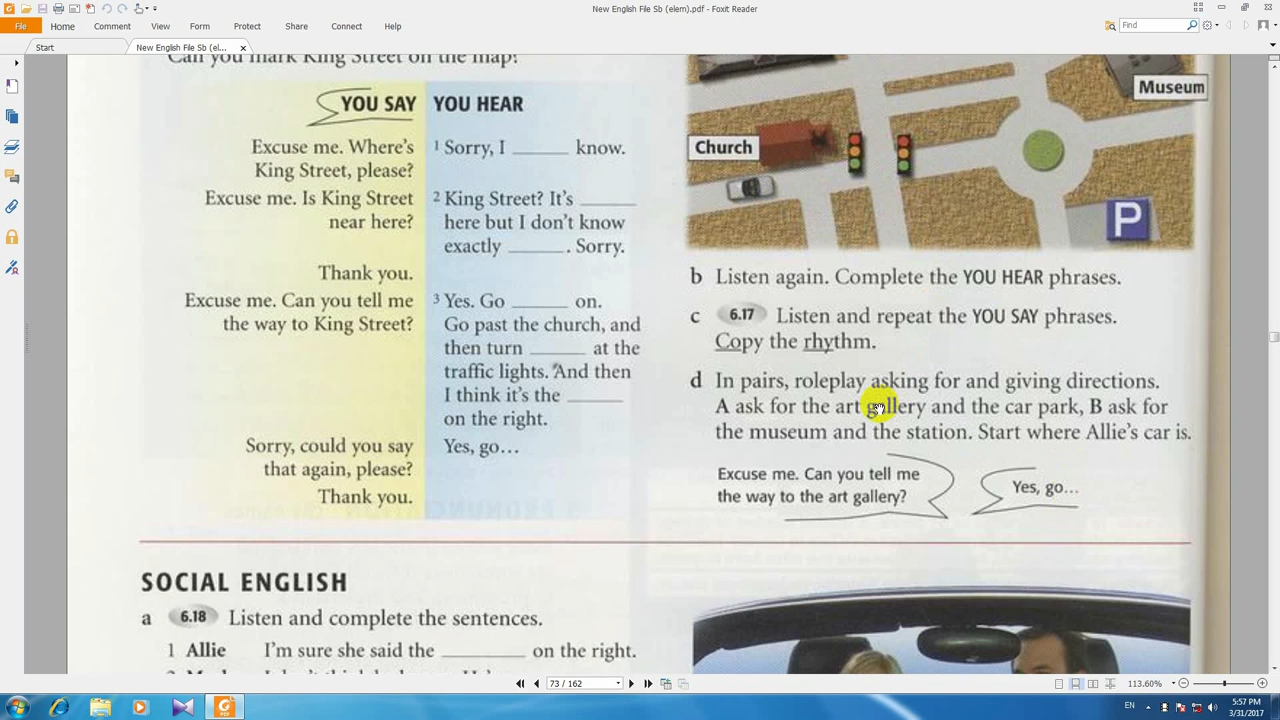 New English File Sb (elern).pdf - Foxit Reader
File Home Comment View Form Protect Share Connect Help
Find
Start New English File Sb (el...
Can you mark King Street on the map?
YOU SAY YOU HEAR
Excuse me. Where's
King Street, please?
1 Sorry, I ______ know.
Excuse me. Is King Street
near here?
2 King Street? It's ______
here but I don't know
exactly ______. Sorry.
Thank you.
Excuse me. Can you tell me
the way to King Street?
3 Yes. Go ______ on.
Go past the church, and
then turn ______ at the
traffic lights. And then
I think it's the ______
on the right.
Sorry, could you say
that again, please?
Yes, go...
Thank you.
Museum
Church
P
b Listen again. Complete the YOU HEAR phrases.
c 6.17 Listen and repeat the YOU SAY phrases.
Copy the rhythm.
d In pairs, roleplay asking for and giving directions.
A ask for the art gallery and the car park, B ask for
the museum and the station. Start where Allie's car is.
Excuse me. Can you tell me
the way to the art gallery?
Yes, go...
SOCIAL ENGLISH
a 6.18 Listen and complete the sentences.
1 Allie I'm sure she said the ______ on the right.
73 / 162
113.60%
EN
5:57 PM
3/31/2017